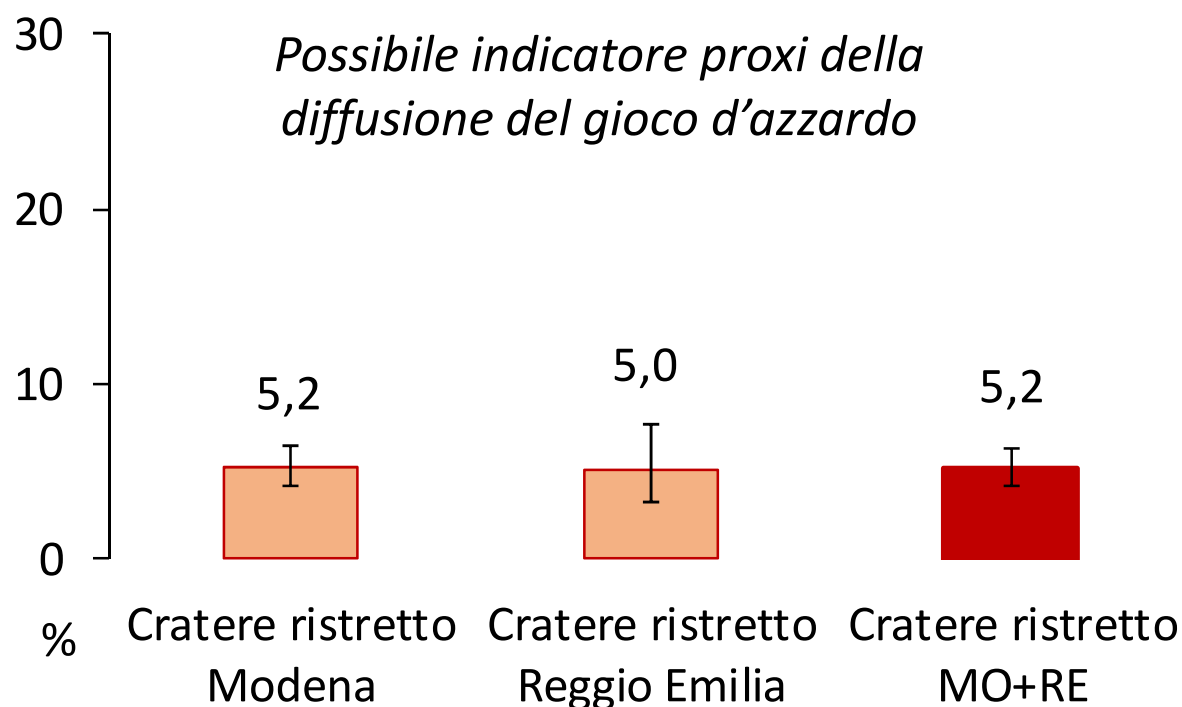 Possibile indicatore proxi della
diffusione del gioco d’azzardo
30
20
10
0
%
5,2
5,0
5,2
Cratere ristretto
Modena
Cratere ristretto
Reggio Emilia
Cratere ristretto
MO+RE